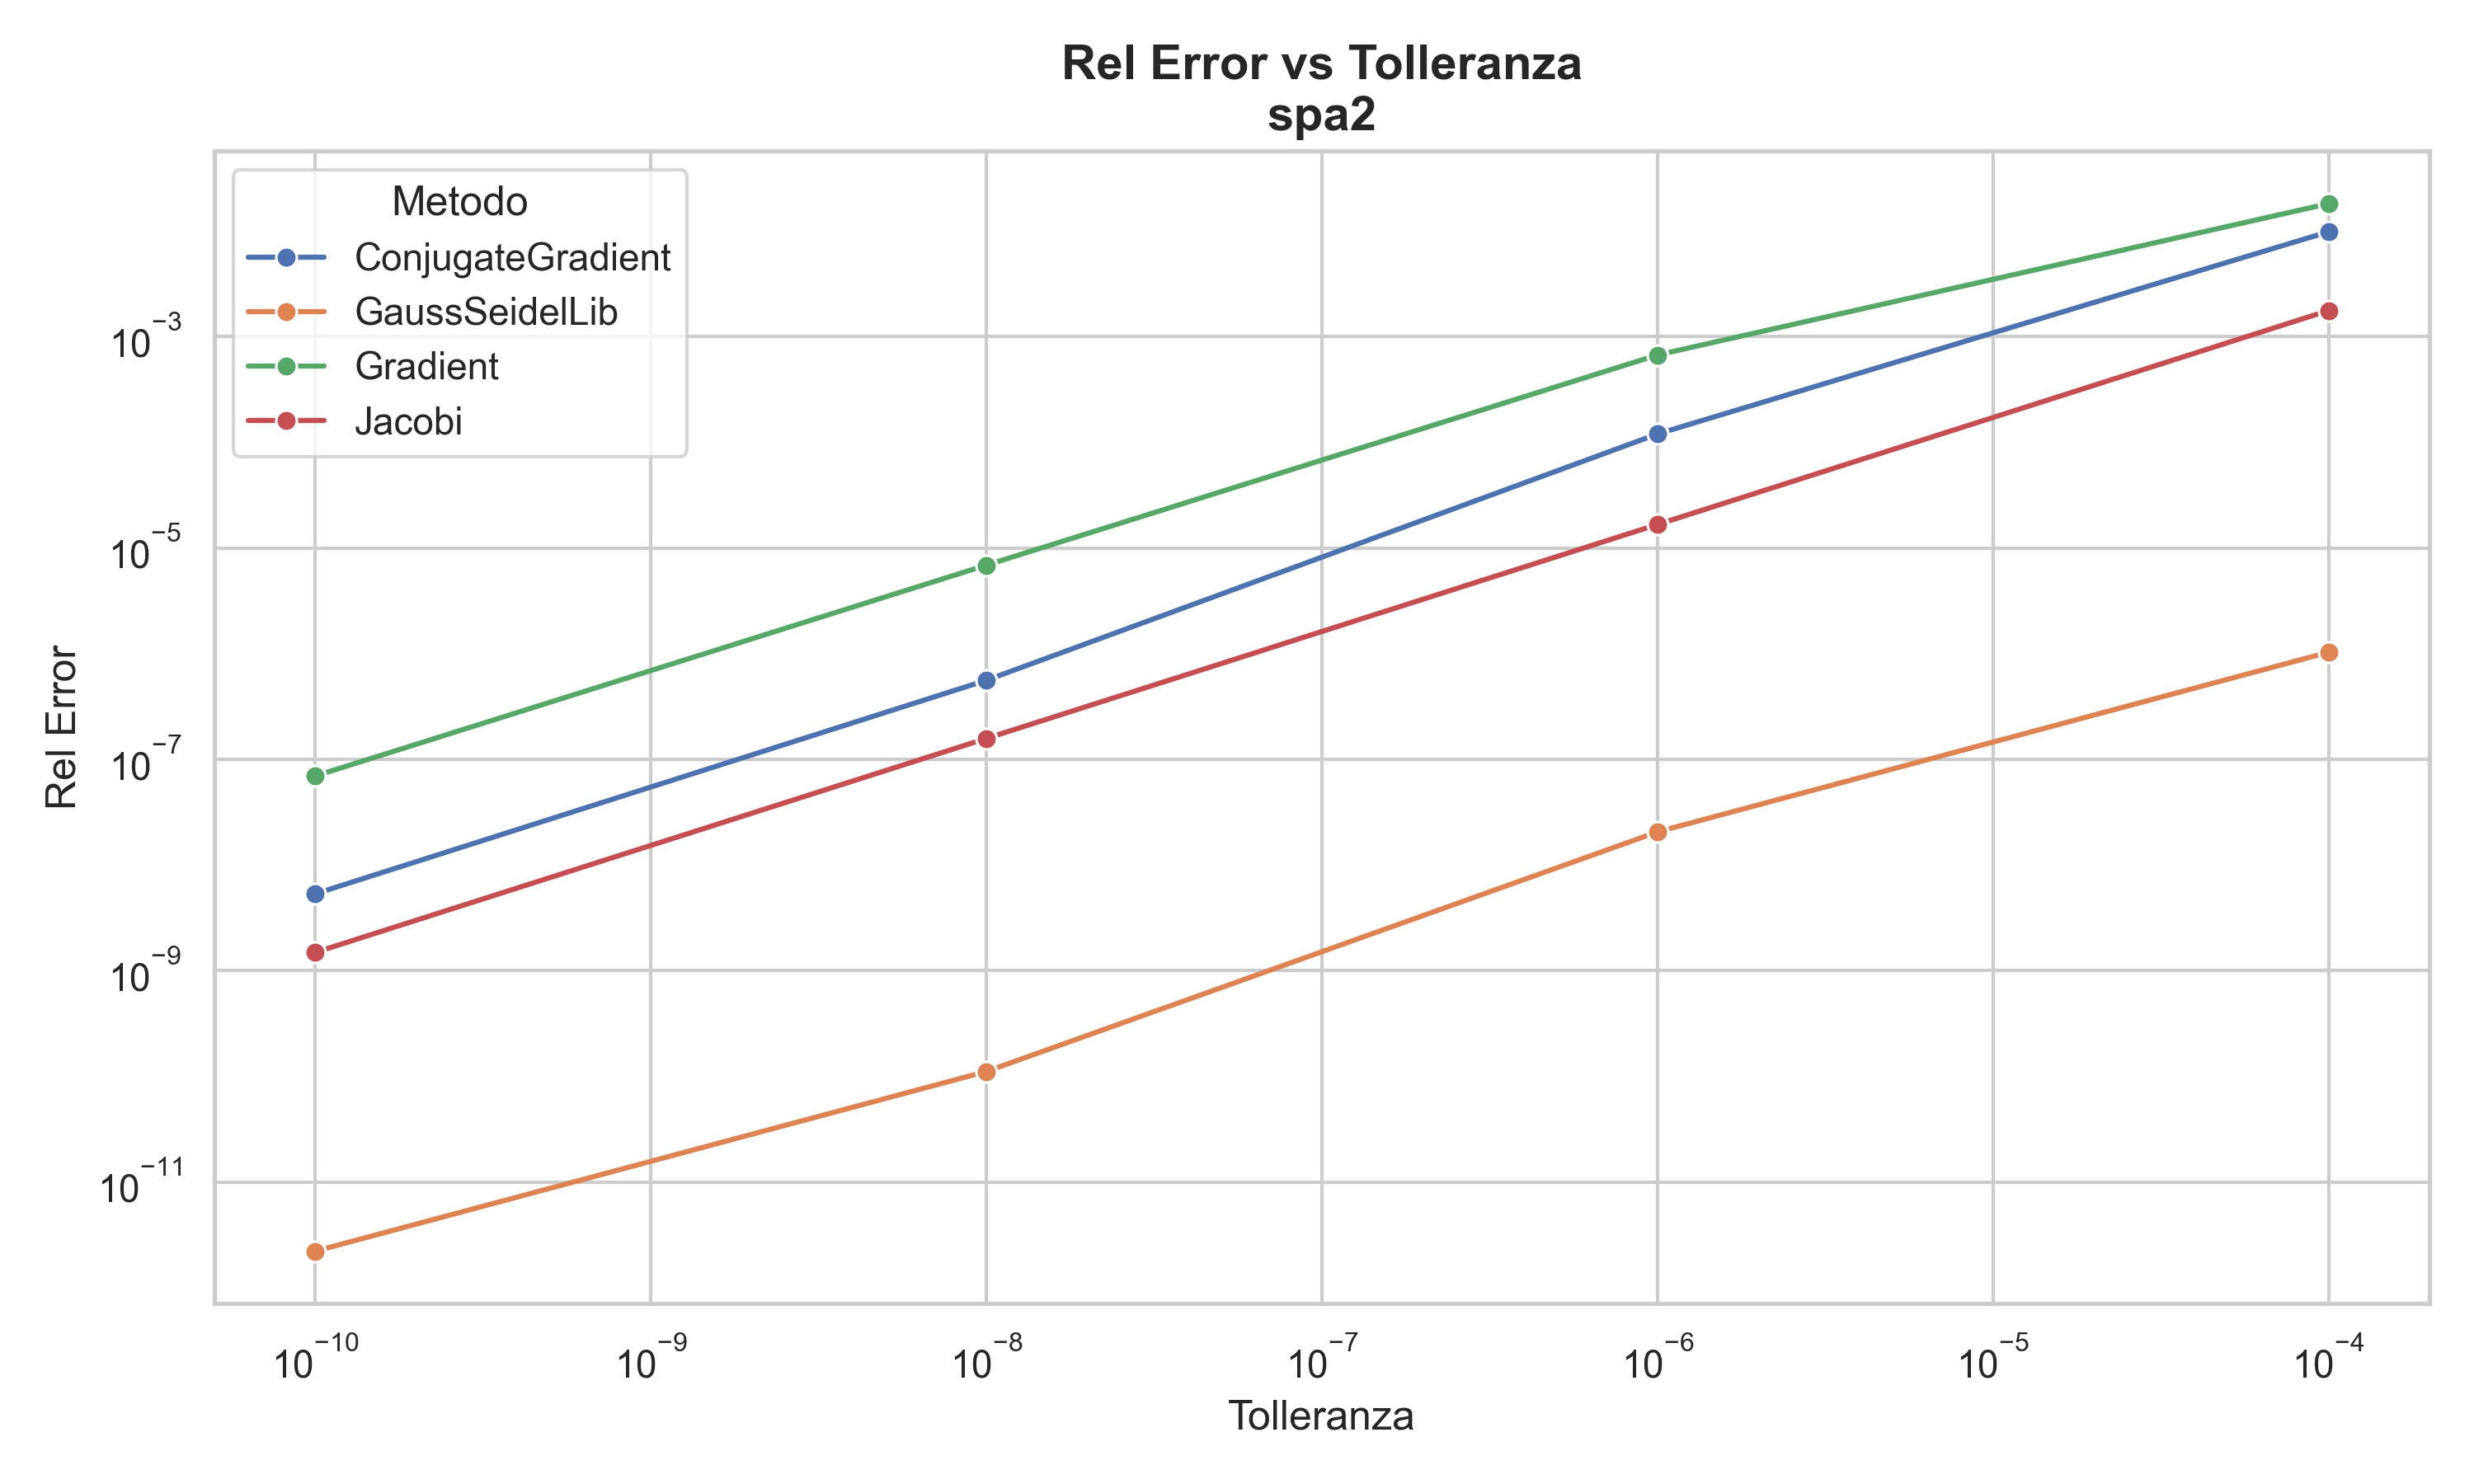 Rel Error vs Tolleranza
spa2
Metodo
ConjugateGradient
GaussSeidelLib
Gradient
Jacobi
Rel Error
10⁻³
10⁻⁵
10⁻⁷
10⁻⁹
10⁻¹¹
10⁻¹⁰ 10⁻⁹ 10⁻⁸ 10⁻⁷ 10⁻⁶ 10⁻⁵ 10⁻⁴
Tolleranza